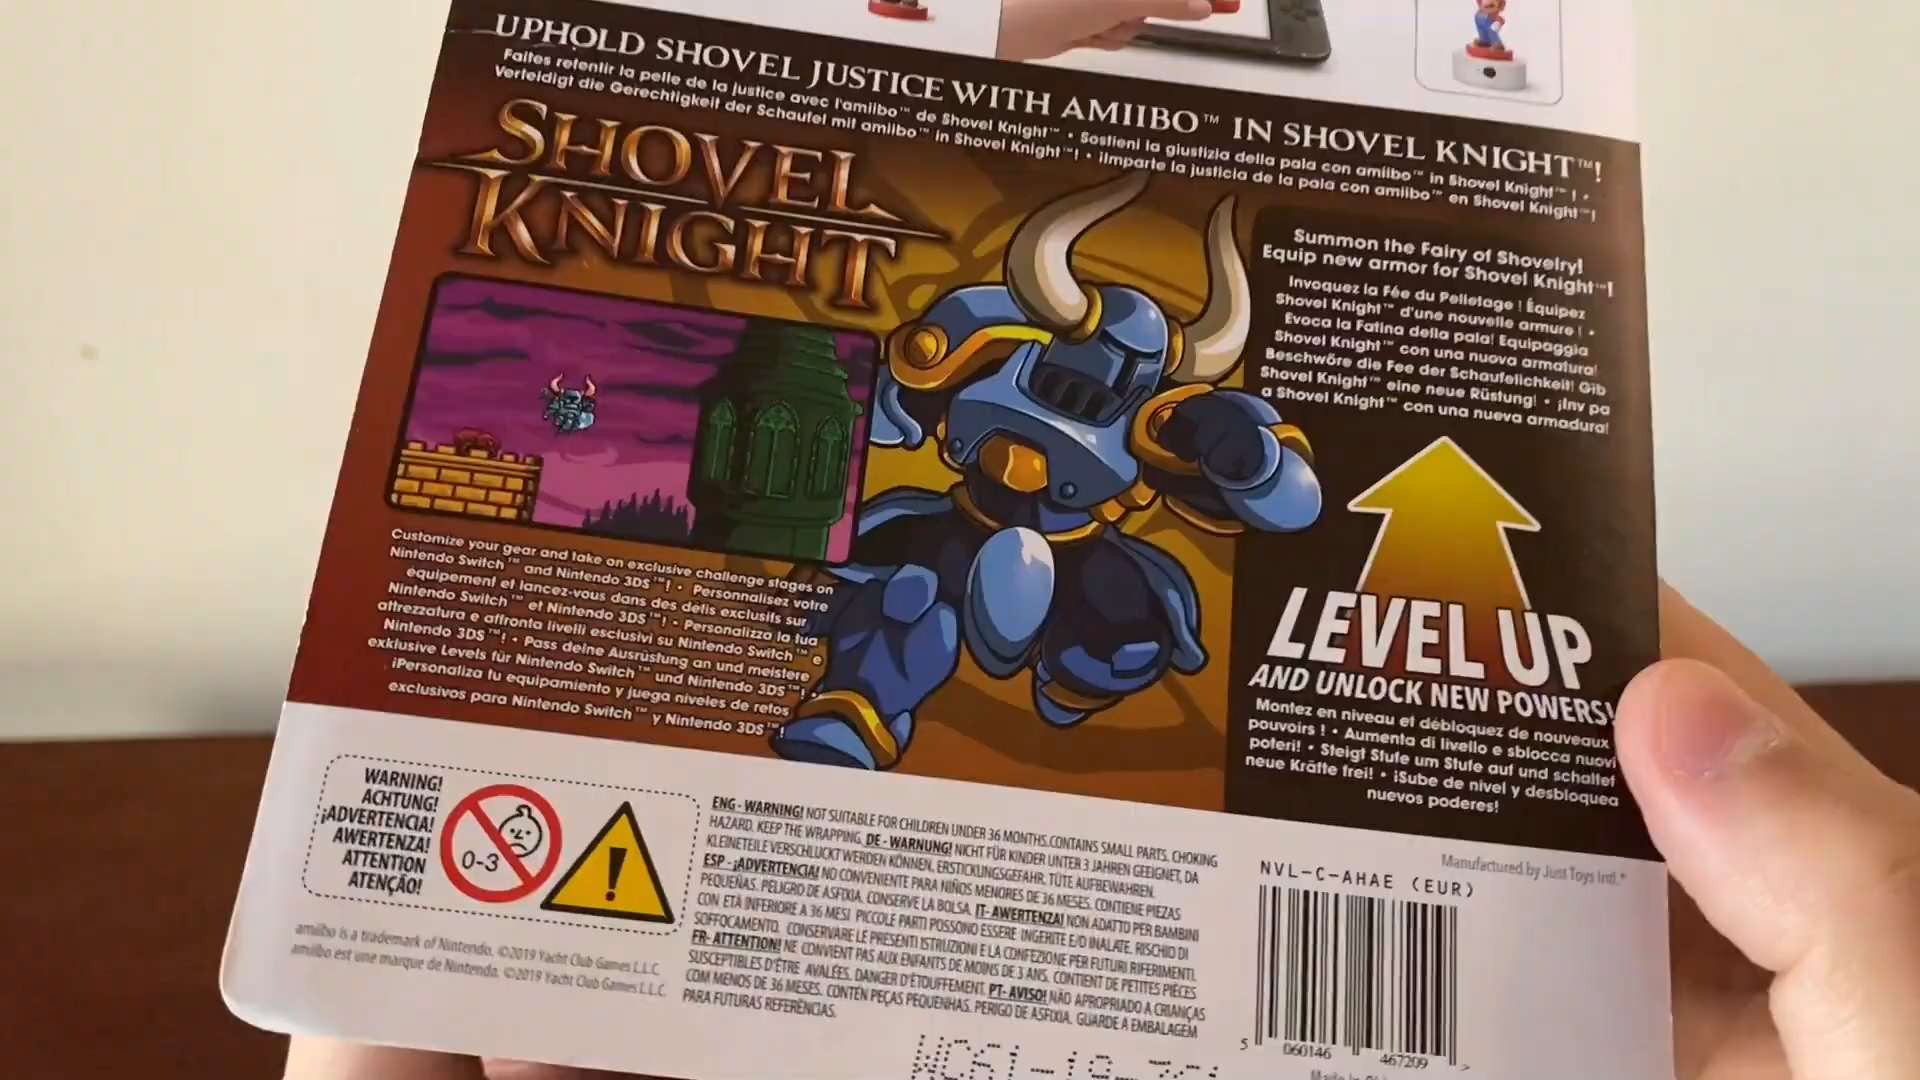 UPHOLD SHOVEL JUSTICE WITH AMIIBO™ IN SHOVEL KNIGHT™!
Faites retentir la pelle de la justice avec l'amiibo™ de Shovel Knight™ • Sostieni la giustizia della pala con amiibo™ in Shovel Knight™ ! •
Verteidigt die Gerechtigkeit der Schaufel mit amiibo™ in Shovel Knight™! • ¡Imparte la justicia de la pala con amiibo™ en Shovel Knight™!
SHOVEL
KNIGHT
Summon the Fairy of Shovelry!
Equip new armor for Shovel Knight™!
Invoquez la Fée du Pelletage ! Équipez
Shovel Knight™ d'une nouvelle armure ! •
Evoca la Fatina della pala! Equipaggia
Shovel Knight™ con una nuova armatura!
Beschwöre die Fee der Schaufelichkeit! Gib
Shovel Knight™ eine neue Rüstung! • ¡Inv pa
a Shovel Knight™ con una nueva armadura!
Customize your gear and take on exclusive challenge stages on
Nintendo Switch™ and Nintendo 3DS™! • Personnalisez votre
équipement et lancez-vous dans des défis exclusifs sur
Nintendo Switch™ et Nintendo 3DS™! • Personalizza la tua
attrezzatura e affronta livelli esclusivi su Nintendo Switch™ e
Nintendo 3DS™! • Pass deine Ausrüstung an und meistere
exklusive Levels für Nintendo Switch™ und Nintendo 3DS™! •
¡Personaliza tu equipamiento y juega niveles de retos
exclusivos para Nintendo Switch™ y Nintendo 3DS™!
LEVEL UP
AND UNLOCK NEW POWERS!
Montez en niveau et débloquez de nouveaux
pouvoirs ! • Aumenta di livello e sblocca nuovi
poteri! • Steigt Stufe um Stufe auf und schaltet
neue Kräfte frei! • ¡Sube de nivel y desbloquea
nuevos poderes!
WARNING!
ACHTUNG!
¡ADVERTENCIA!
AWERTENZA!
ATTENTION
ATENÇÃO!
0-3
ENG - WARNING! NOT SUITABLE FOR CHILDREN UNDER 36 MONTHS.CONTAINS SMALL PARTS. CHOKING
HAZARD. KEEP THE WRAPPING. DE - WARNUNG! NICHT FÜR KINDER UNTER 3 JAHREN GEEIGNET, DA
KLEINETEILE VERSCHLUCKT WERDEN KÖNNEN, ERSTICKUNGSGEFAHR, TÜTE AUFBEWAHREN.
ESP - ¡ADVERTENCIA! NO CONVENIENTE PARA NIÑOS MENORES DE 36 MESES. CONTIENE PIEZAS
PEQUEÑAS. PELIGRO DE ASFIXIA. CONSERVE LA BOLSA. IT- AWERTENZA! NON ADATTO PER BAMBINI
CON ETÀ INFERIORE A 36 MESI PICCOLE PARTI POSSONO ESSERE INGERITE E/O INALATE. RISCHIO DI
SOFFOCAMENTO. CONSERVARE LE PRESENTI ISTRUZIONI E LA CONFEZIONE PER FUTURI RIFERIMENTI.
FR- ATTENTION! NE CONVIENT PAS AUX ENFANTS DE MOINS DE 3 ANS. CONTIENT DE PETITES PIÈCES
SUSCEPTIBLES D'ÊTRE AVALÉES. DANGER D'ÉTOUFFEMENT. PT- AVISO! NÃO APROPRIADO A CRIANÇAS
COM MENOS DE 36 MESES. CONTÉN PEÇAS PEQUENHAS. PERIGO DE ASFIXIA. GUARDE A EMBALAGEM
PARA FUTURAS REFERÊNCIAS.
amiibo is a trademark of Nintendo, ©2019 Yacht Club Games L.L.C.
amiibo est une marque de Nintendo. ©2019 Yacht Club Games L.L.C.
Manufactured by Just Toys Intl.™
NVL-C-AHAE (EUR)
5 060146 467209 >